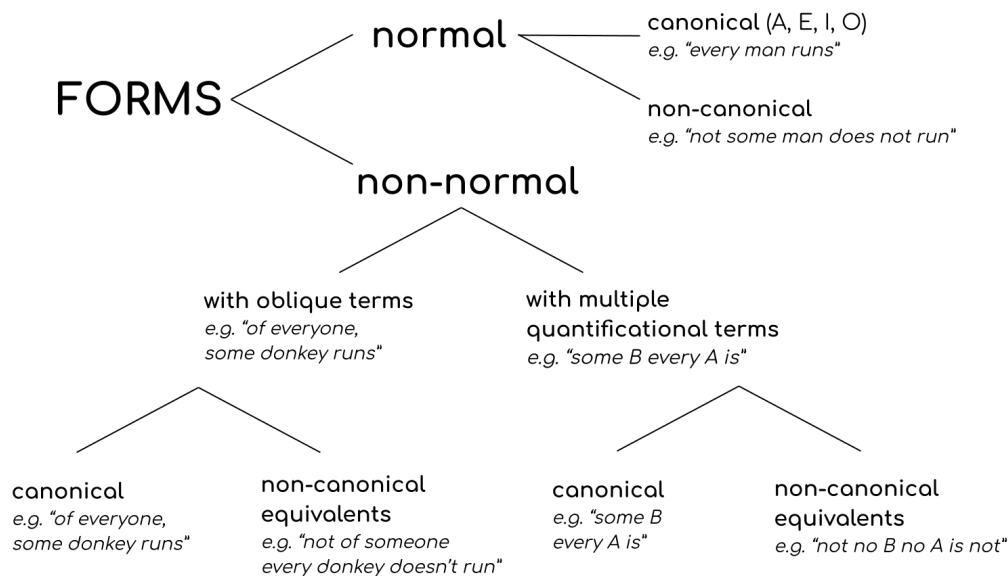 normal
canonical (A, E, I, O)
e.g. “every man runs”
FORMS
non-canonical
e.g. “not some man does not run”
non-normal
with oblique terms
e.g. “of everyone,
some donkey runs”
with multiple
quantificational terms
e.g. “some B every A is”
canonical
e.g. “of everyone,
some donkey runs”
non-canonical
equivalents
e.g. “not of someone
every donkey doesn’t run”
canonical
e.g. “some B
every A is”
non-canonical
equivalents
e.g. “not no B no A is not”